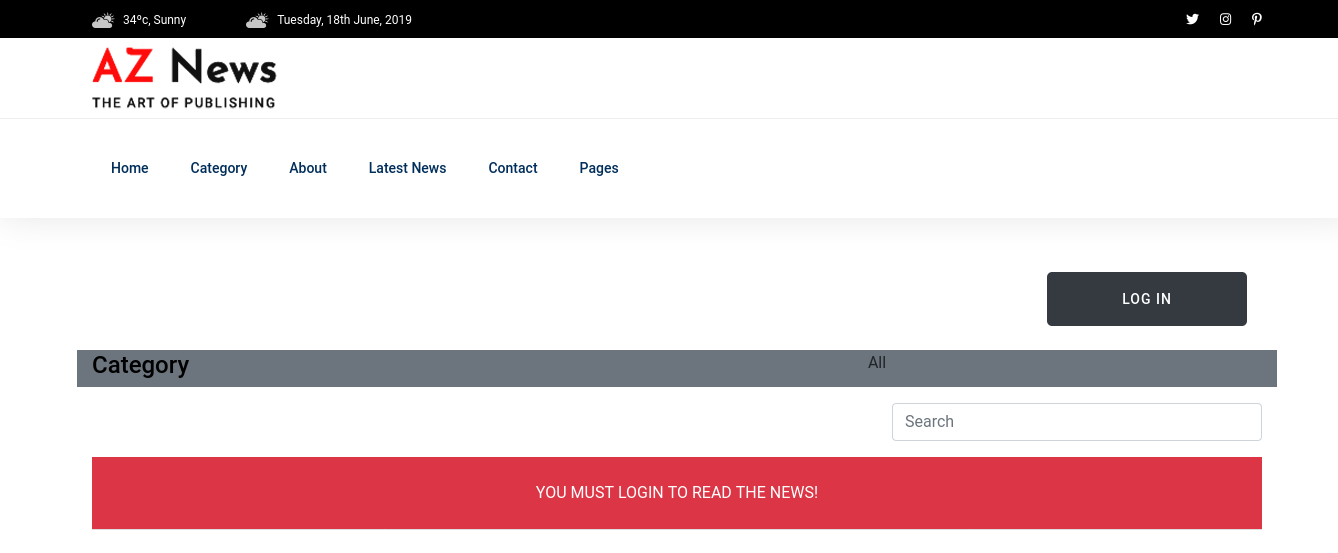 34ºc, Sunny
Tuesday, 18th June, 2019
AZ News
THE ART OF PUBLISHING
Home Category About Latest News Contact Pages
LOG IN
Category
All
Search
YOU MUST LOGIN TO READ THE NEWS!